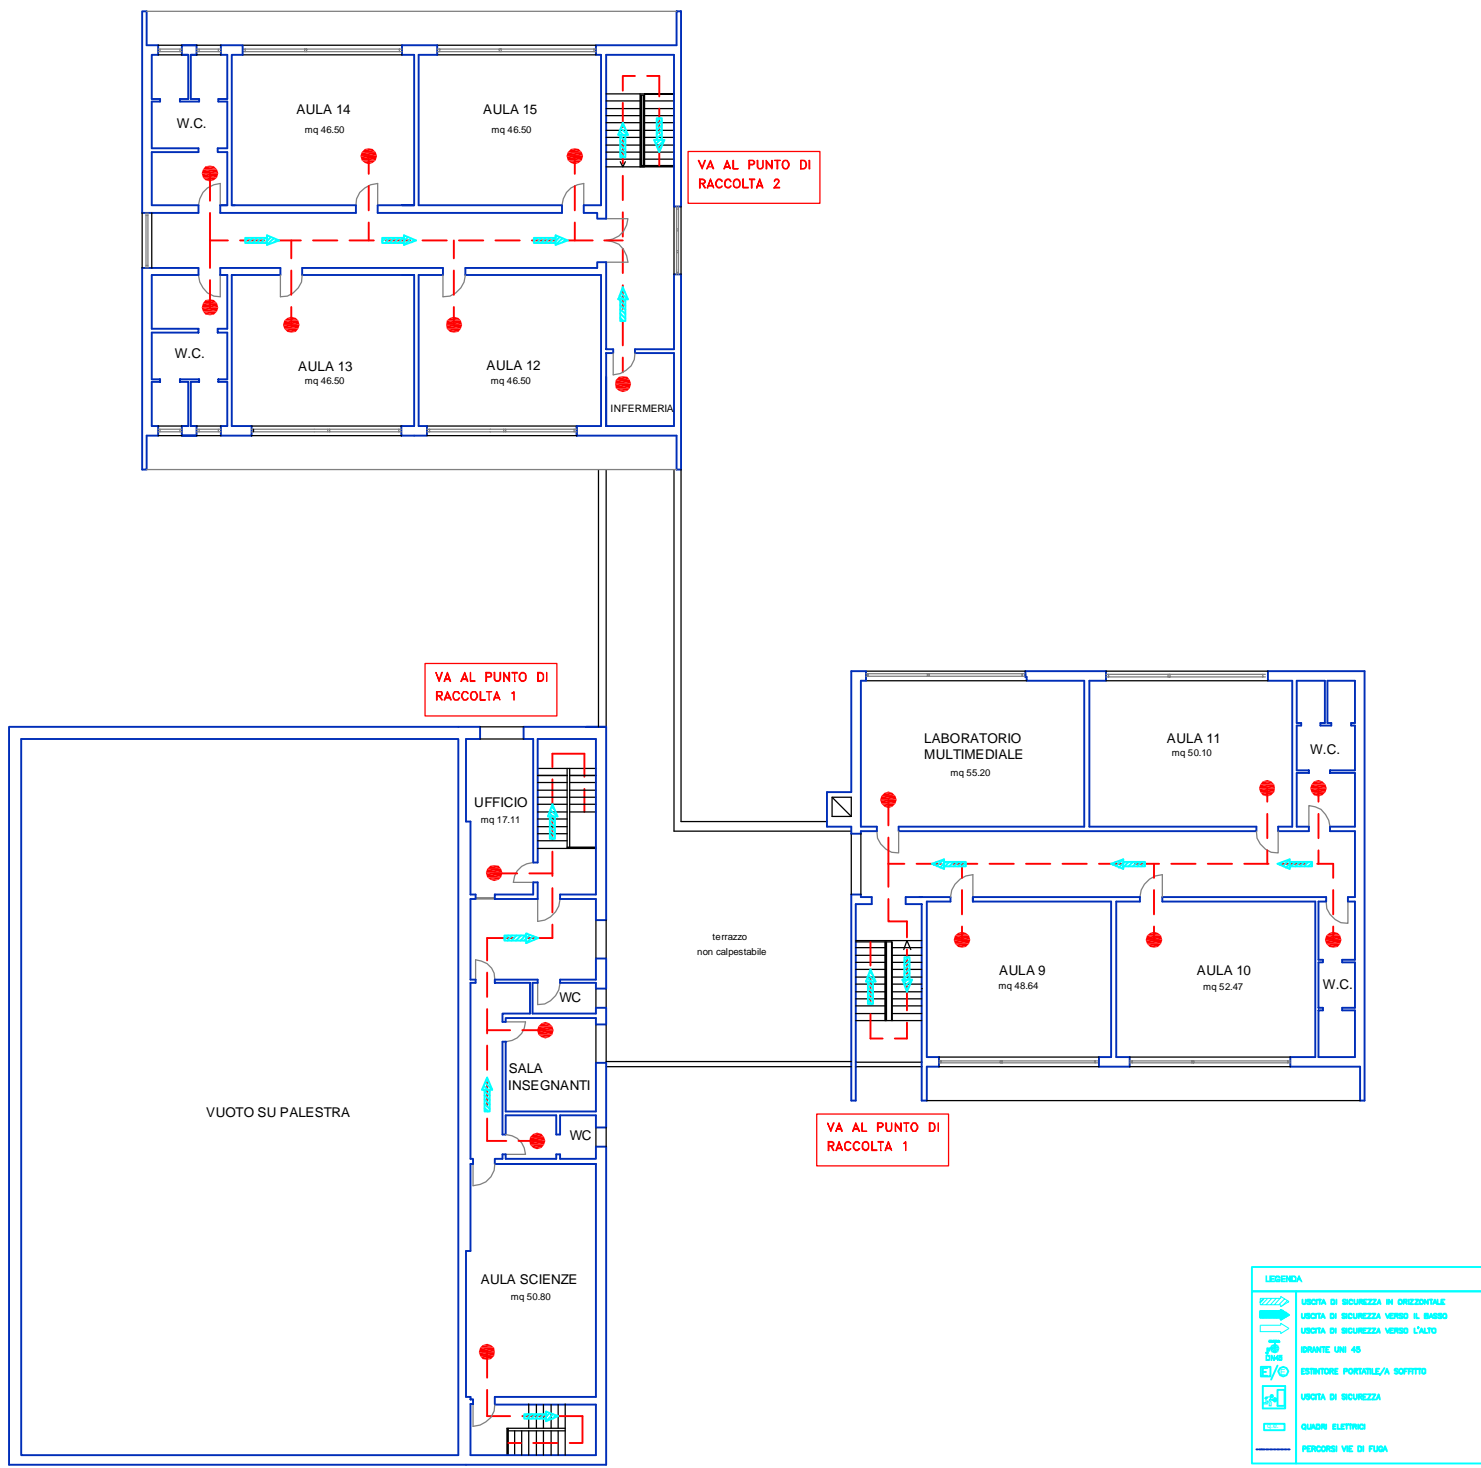 AULA 14
mq 46.50
AULA 15
mq 46.50
W.C.
VA AL PUNTO DI
RACCOLTA 2
W.C.
AULA 13
mq 46.50
AULA 12
mq 46.50
INFERMERIA
VA AL PUNTO DI
RACCOLTA 1
UFFICIO
mq 17.11
LABORATORIO
MULTIMEDIALE
mq 55.20
AULA 11
mq 50.10
W.C.
terrazzo
non calpestabile
AULA 9
mq 48.64
AULA 10
mq 52.47
W.C.
WC
SALA
INSEGNANTI
WC
VUOTO SU PALESTRA
VA AL PUNTO DI
RACCOLTA 1
AULA SCIENZE
mq 50.80
LEGENDA
USCITA DI SICUREZZA IN ORIZZONTALE
USCITA DI SICUREZZA VERSO IL BASSO
USCITA DI SICUREZZA VERSO L'ALTO
DN45
IDRANTE UNI 45
E/E
ESTINTORE PORTATILE/A SOFFITTO
USCITA DI SICUREZZA
QUADRI ELETTRICI
PERCORSI VIE DI FUGA